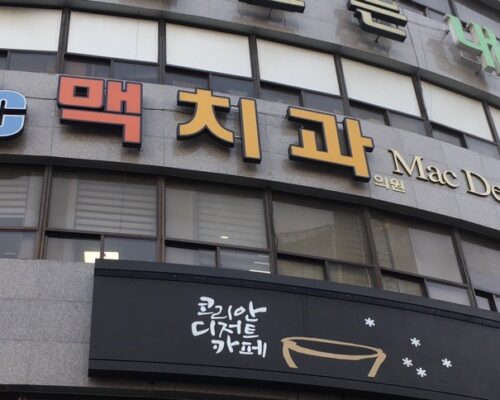 맥치과
의원
Mac De
코리안
디저트
카페